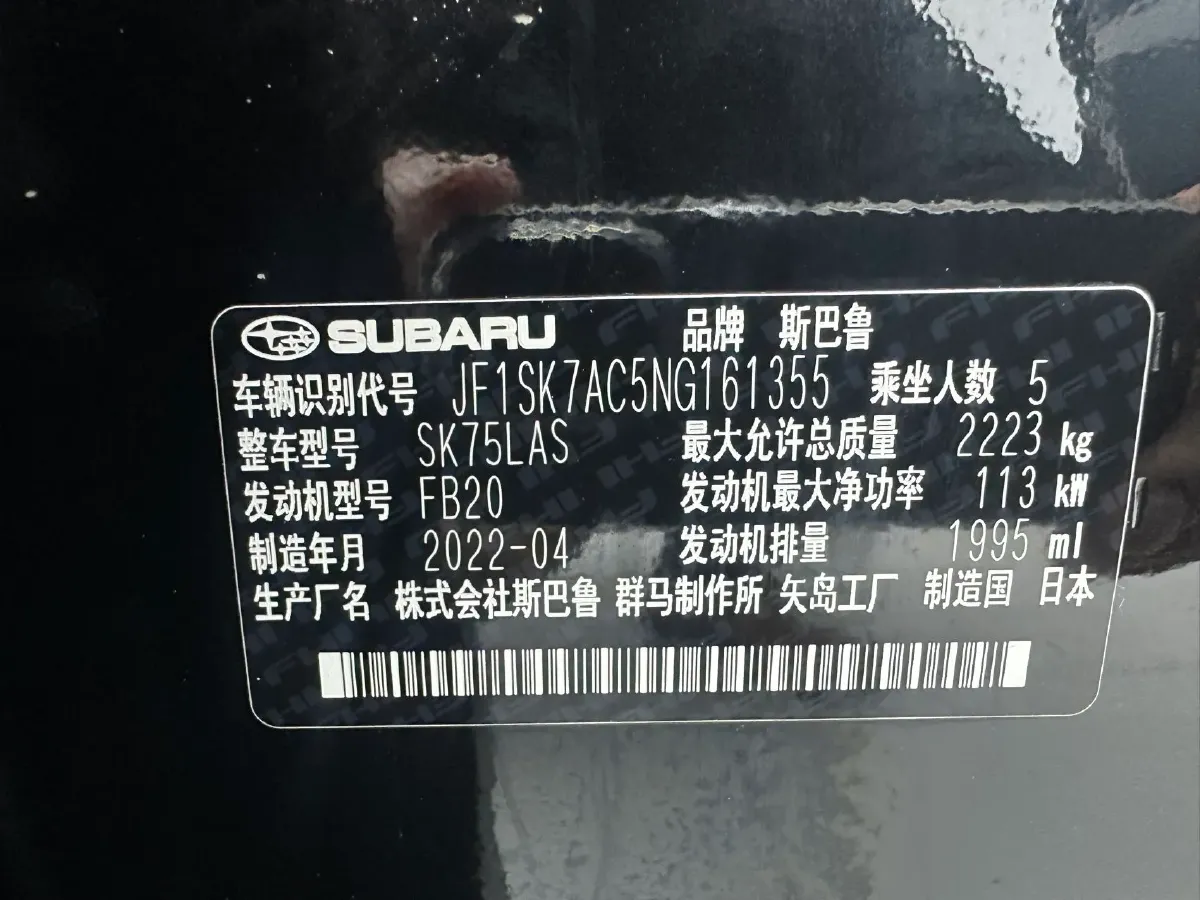 SUBARU 品牌 斯巴鲁
车辆识别代号 JF1SK7AC5NG161355 乘坐人数 5
整车型号 SK75LAS 最大允许总质量 2223 kg
发动机型号 FB20 发动机最大净功率 113 kW
制造年月 2022-04 发动机排量 1995 ml
生产厂名 株式会社斯巴鲁 群马制作所 矢岛工厂 制造国 日本